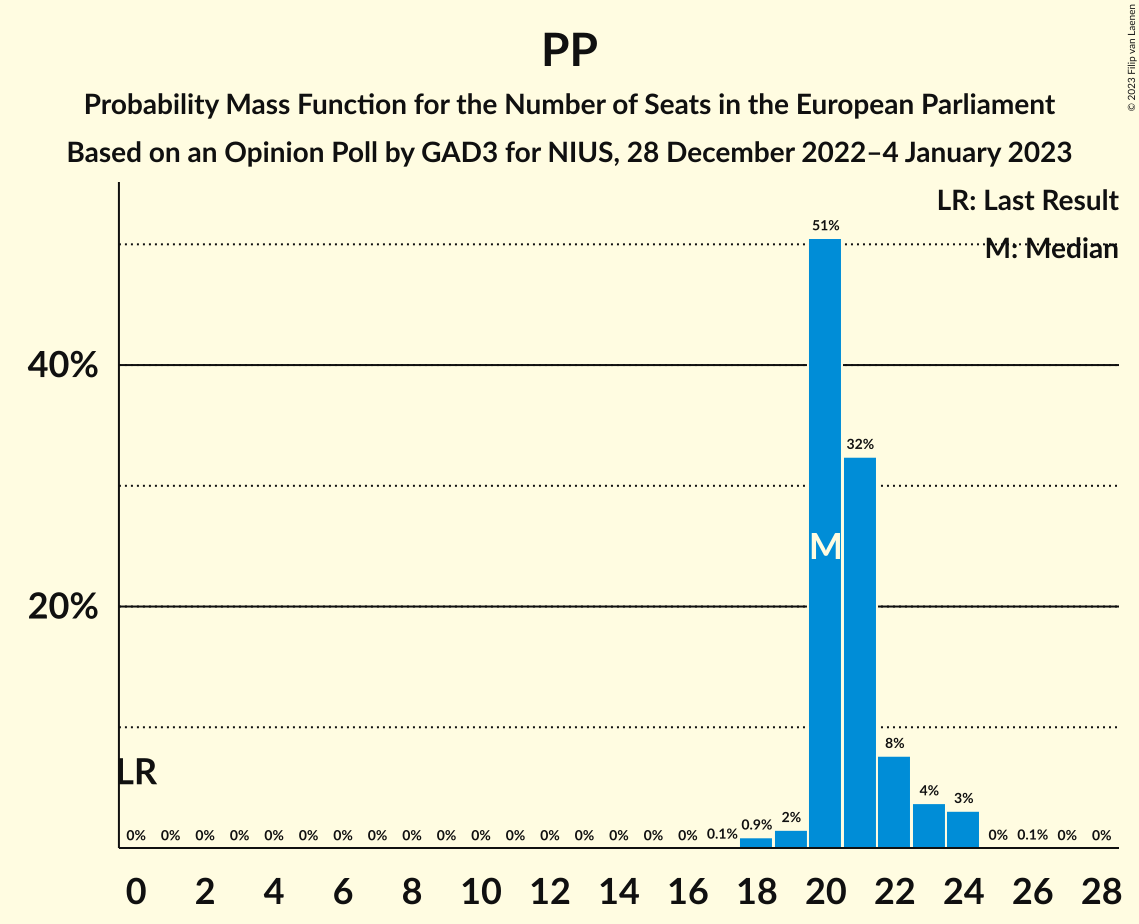 © 2023 Filip van Laenen
PP
Probability Mass Function for the Number of Seats in the European Parliament
Based on an Opinion Poll by GAD3 for NIUS, 28 December 2022–4 January 2023
LR: Last Result
M: Median
51%
40%
32%
M
20%
8%
LR
4%
3%
0% 0% 0% 0% 0% 0% 0% 0% 0% 0% 0% 0% 0% 0% 0% 0% 0% 0.1% 0.9% 2% 0% 0.1% 0% 0%
0 2 4 6 8 10 12 14 16 18 20 22 24 26 28